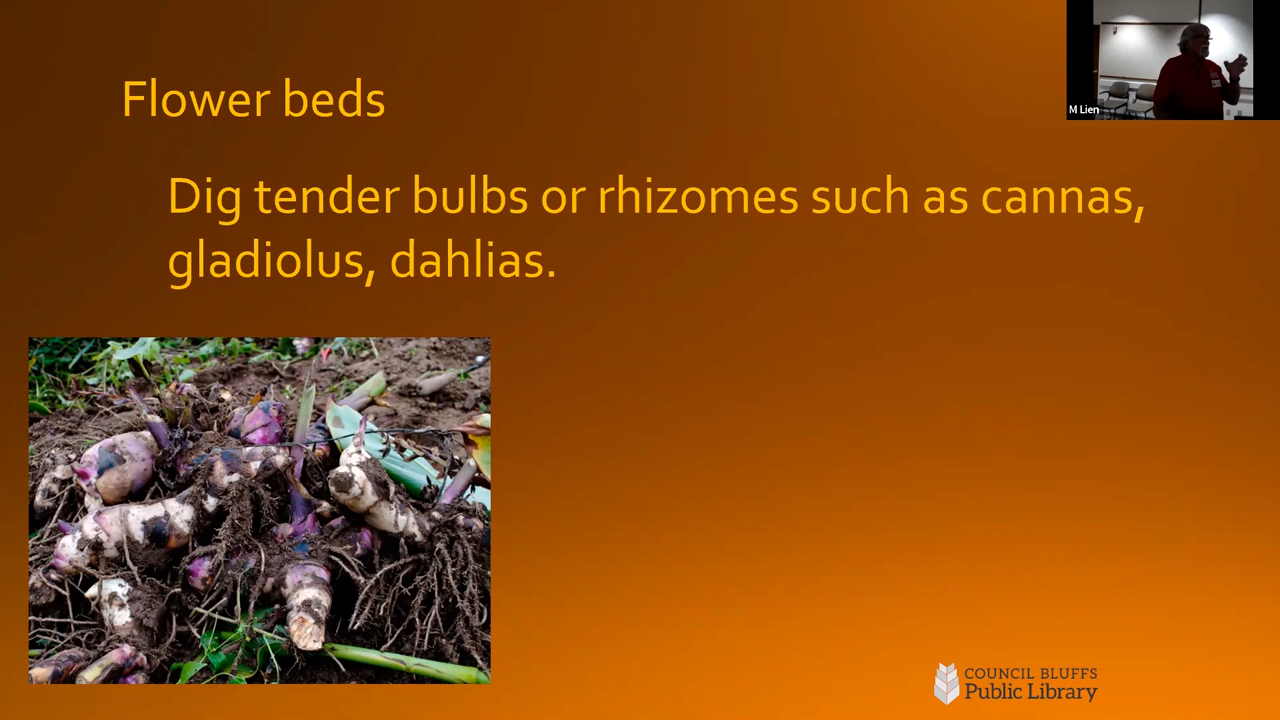 Flower beds
M Lien
Dig tender bulbs or rhizomes such as cannas,
gladiolus, dahlias.
COUNCIL BLUFFS
Public Library